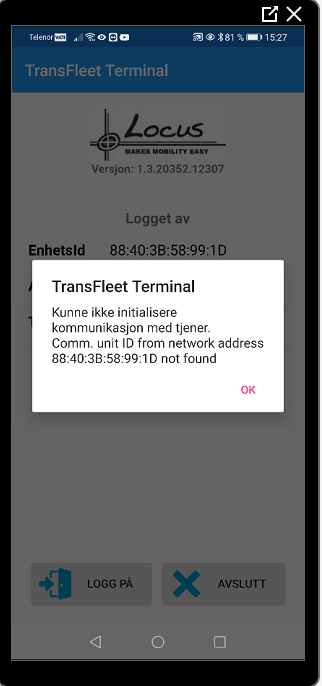 Telenor VoLTE 81 % 15:27
TransFleet Terminal
Locus
MAKES MOBILITY EASY
Versjon: 1.3.20352.12307
Logget av
EnhetsId 88:40:3B:58:99:1D
TransFleet Terminal
Kunne ikke initialisere
kommunikasjon med tjener.
Comm. unit ID from network address
88:40:3B:58:99:1D not found
OK
LOGG PÅ AVSLUTT